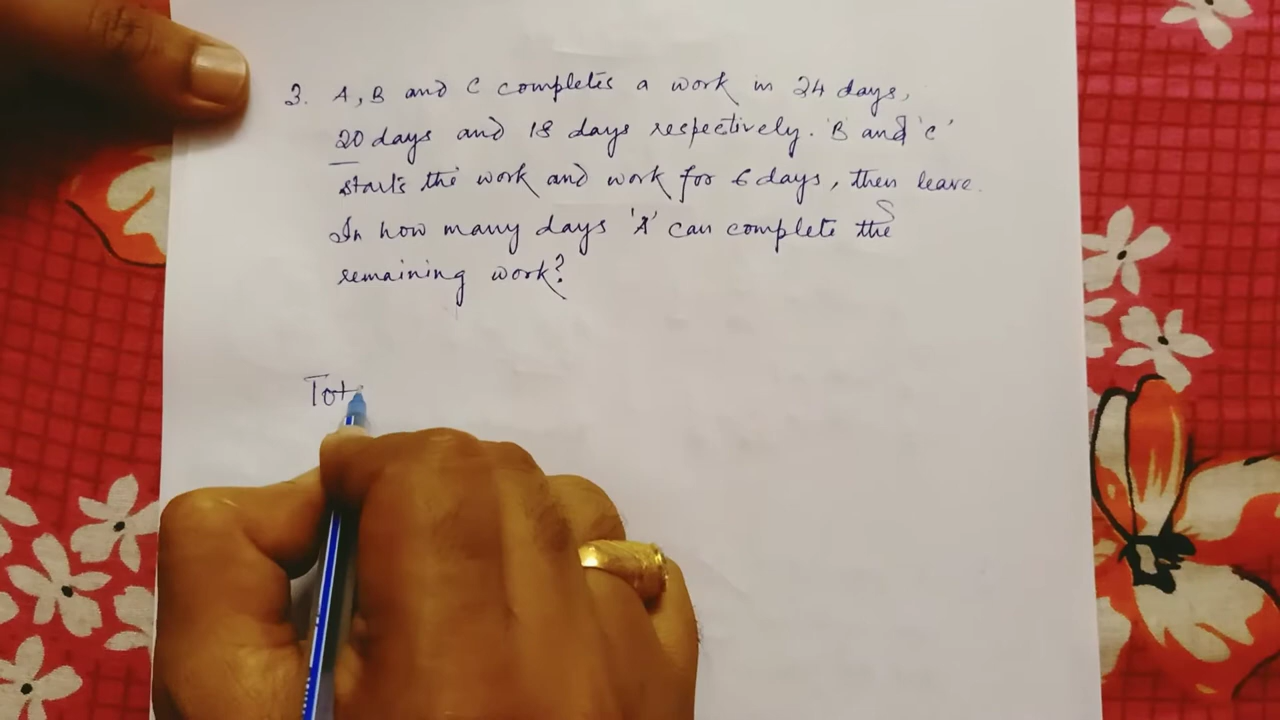 3. A, B and C completes a work in 24 days,
20 days and 18 days respectively. 'B' and 'C'
starts the work and work for 6 days, then leave.
In how many days 'A' can complete the
remaining work?
Tot